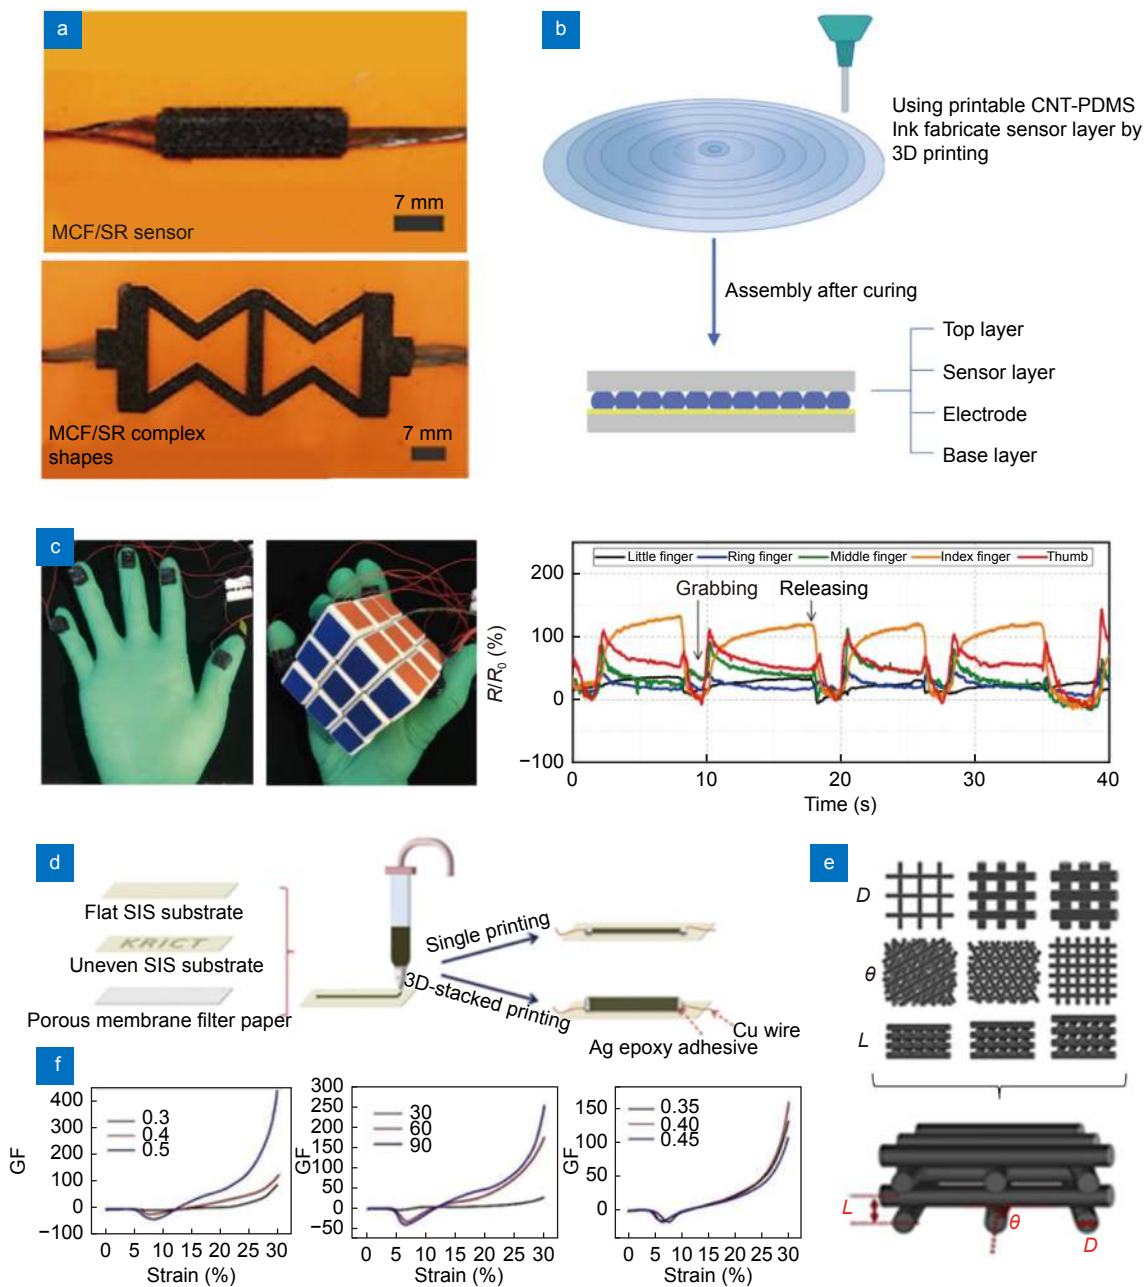 a
7 mm
MCF/SR sensor
7 mm
MCF/SR complex
shapes
b
Using printable CNT-PDMS
Ink fabricate sensor layer by
3D printing
Assembly after curing
Top layer
Sensor layer
Electrode
Base layer
c
Little finger Ring finger Middle finger Index finger Thumb
Grabbing Releasing
R/R0 (%)
200
100
0
−100
0 10 20 30 40
Time (s)
d
Flat SIS substrate
KRICT
Uneven SIS substrate
Porous membrane filter paper
Single printing
3D-stacked printing
Cu wire
Ag epoxy adhesive
e
D
θ
L
L
θ
D
f
GF
400
300
200
100
0
−100
0.3
0.4
0.5
0 5 10 15 20 25 30
Strain (%)
GF
300
250
200
150
100
50
0
−50
30
60
90
0 5 10 15 20 25 30
Strain (%)
GF
150
100
50
0
0.35
0.40
0.45
0 5 10 15 20 25 30
Strain (%)